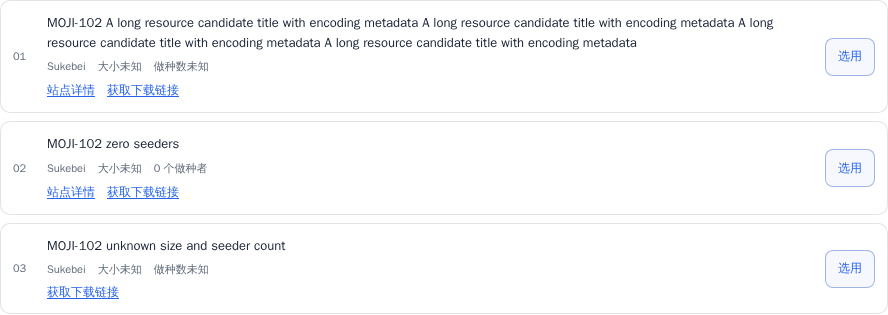 01
MOJI-102 A long resource candidate title with encoding metadata A long resource candidate title with encoding metadata A long
resource candidate title with encoding metadata A long resource candidate title with encoding metadata
Sukebei 大小未知 做种数未知
站点详情 获取下载链接
选用
02
MOJI-102 zero seeders
Sukebei 大小未知 0 个做种者
站点详情 获取下载链接
选用
03
MOJI-102 unknown size and seeder count
Sukebei 大小未知 做种数未知
获取下载链接
选用